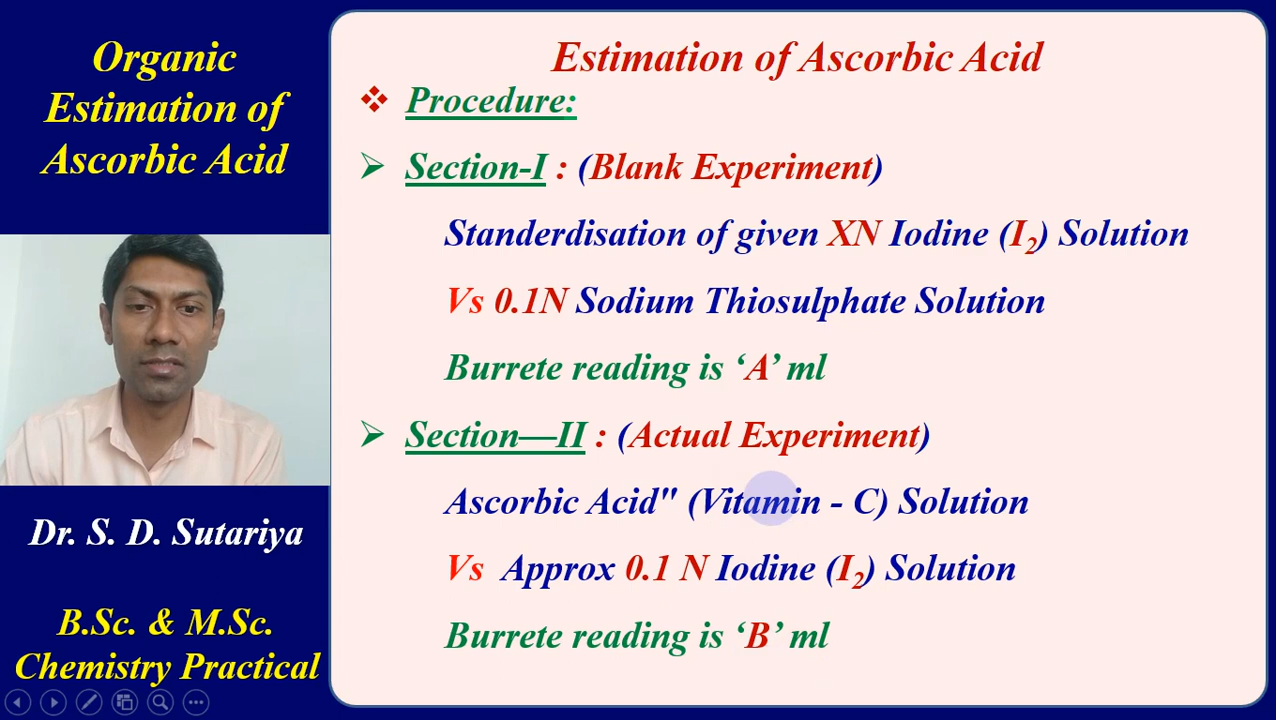 Organic
Estimation of
Ascorbic Acid
Dr. S. D. Sutariya
B.Sc. & M.Sc.
Chemistry Practical
Estimation of Ascorbic Acid
Procedure:
Section-I : (Blank Experiment)
Standerdisation of given XN Iodine (I2) Solution
Vs 0.1N Sodium Thiosulphate Solution
Burrete reading is ‘A’ ml
Section—II : (Actual Experiment)
Ascorbic Acid" (Vitamin - C) Solution
Vs Approx 0.1 N Iodine (I2) Solution
Burrete reading is ‘B’ ml